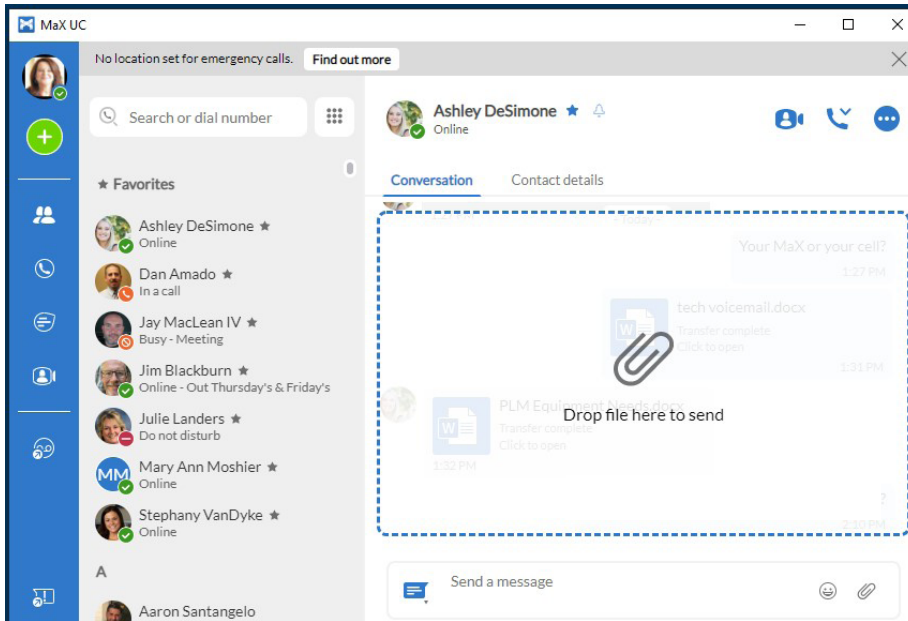 MaX UC
No location set for emergency calls. Find out more
Search or dial number
Favorites
Ashley DeSimone
Online
Dan Amado
In a call
Jay MacLean IV
Busy - Meeting
Jim Blackburn
Online - Out Thursday's & Friday's
Julie Landers
Do not disturb
MM
Mary Ann Moshier
Online
Stephany VanDyke
Online
A
Aaron Santangelo
Ashley DeSimone
Online
Conversation Contact details
Your MaX or your cell?
1:27 PM
W
tech voicemail.docx
Transfer complete
Click to open
1:31 PM
W
PLM Equipment Needs.docx
Transfer complete
Click to open
1:32 PM
Drop file here to send
?
2:10 PM
Send a message